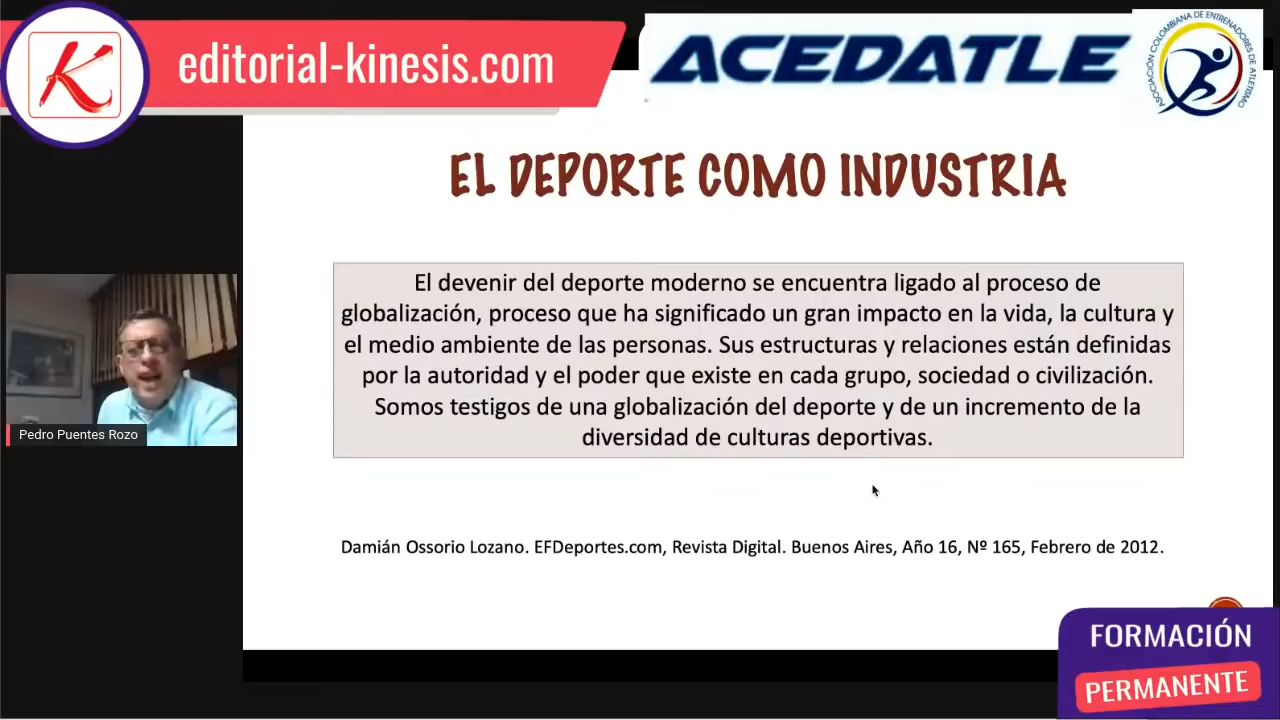 K
editorial-kinesis.com
ACEDATLE
ASOCIACIÓN COLOMBIANA DE ENTRENADORES DE ATLETISMO
EL DEPORTE COMO INDUSTRIA
El devenir del deporte moderno se encuentra ligado al proceso de
globalización, proceso que ha significado un gran impacto en la vida, la cultura y
el medio ambiente de las personas. Sus estructuras y relaciones están definidas
por la autoridad y el poder que existe en cada grupo, sociedad o civilización.
Somos testigos de una globalización del deporte y de un incremento de la
diversidad de culturas deportivas.
Pedro Puentes Rozo
Damián Ossorio Lozano. EFDeportes.com, Revista Digital. Buenos Aires, Año 16, Nº 165, Febrero de 2012.
FORMACIÓN
PERMANENTE